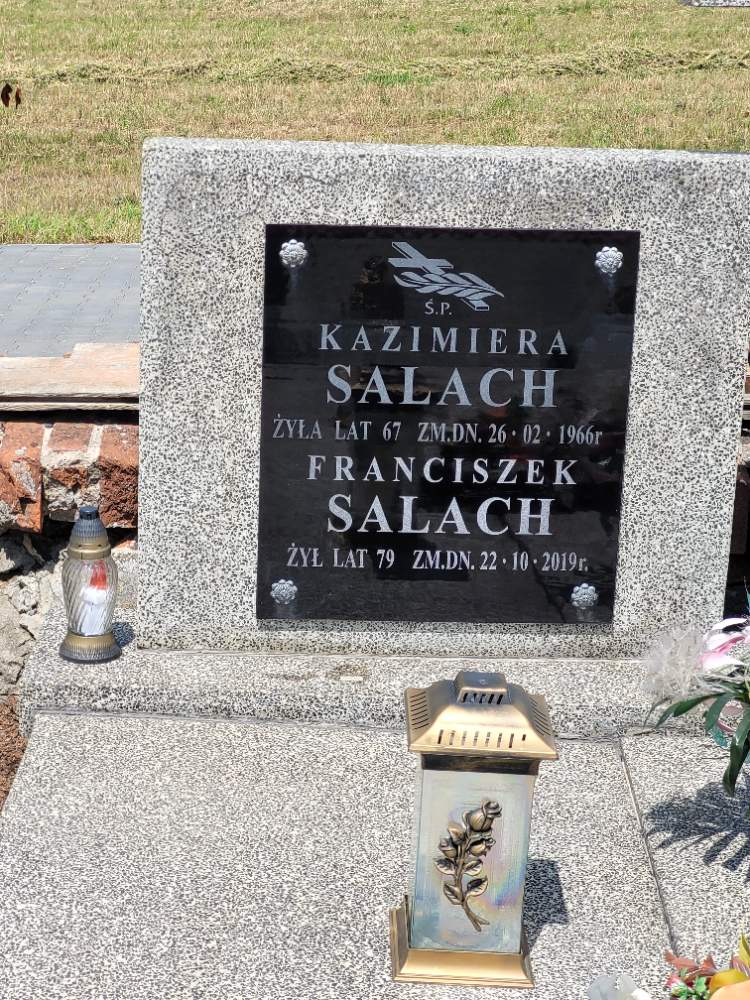 Ś.P.
KAZIMIERA
SALACH
ŻYŁA LAT 67 ZM.DN. 26·02·1966r
FRANCISZEK
SALACH
ŻYŁ LAT 79 ZM.DN. 22·10·2019r.